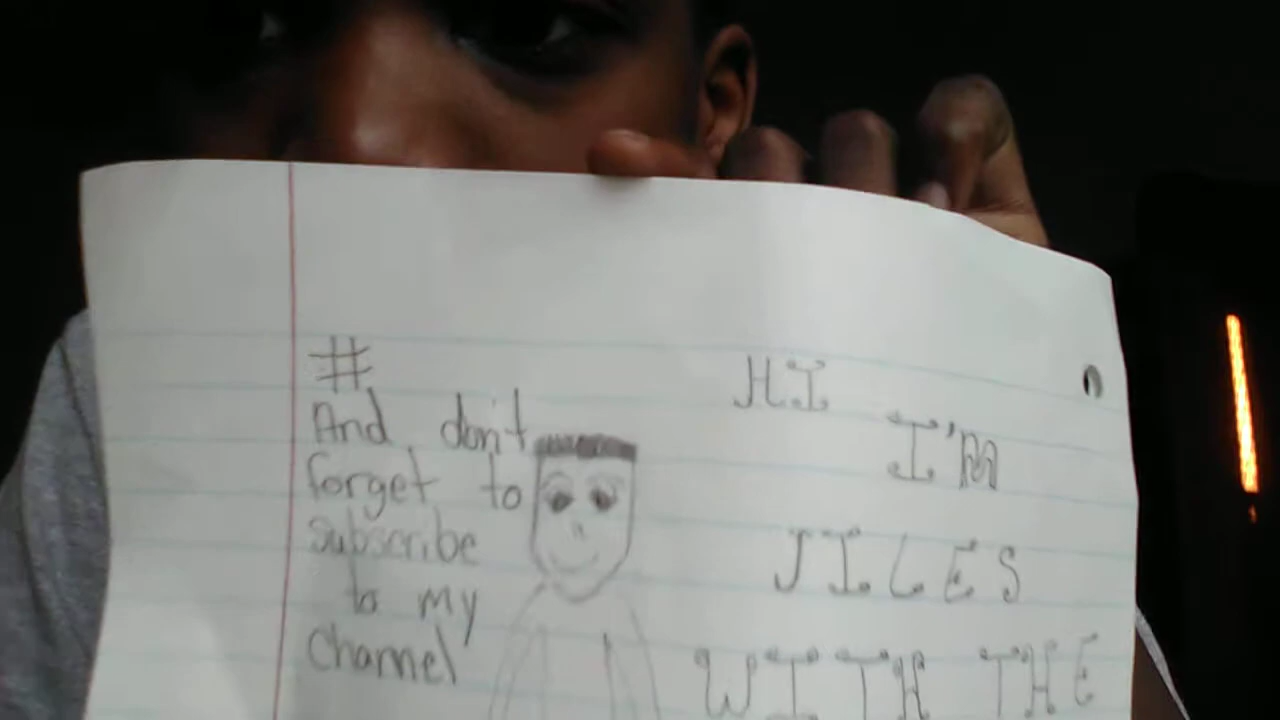 #
And don't
forget to
subscribe
to my
Channel
HI
I'M
JILES
WITH THE